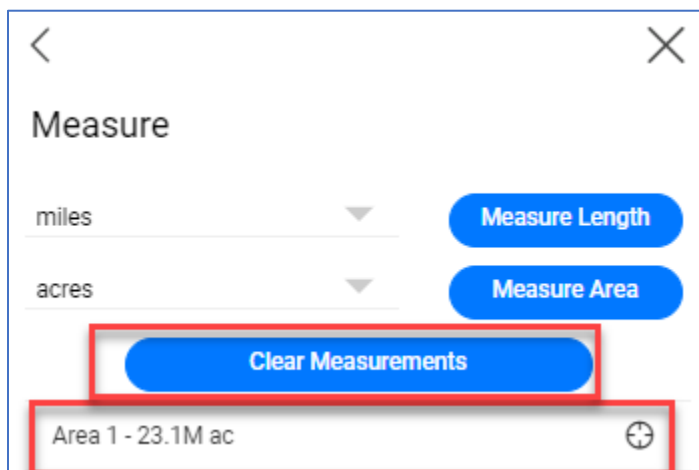 Measure
miles
Measure Length
acres
Measure Area
Clear Measurements
Area 1 - 23.1M ac